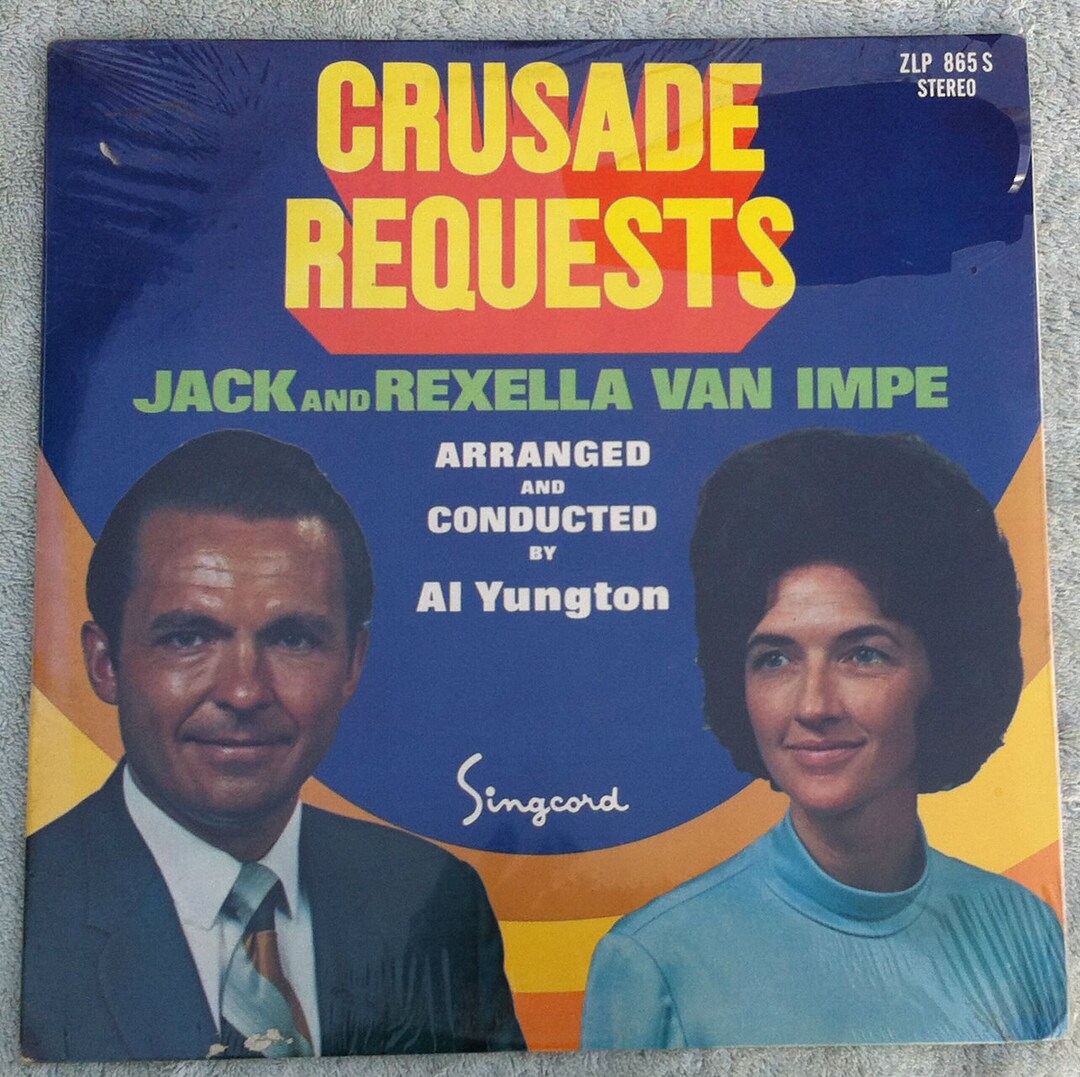 ZLP 865 S
STEREO
CRUSADE
REQUESTS
JACK AND REXELLA VAN IMPE
ARRANGED
AND
CONDUCTED
BY
Al Yungton
Singcord